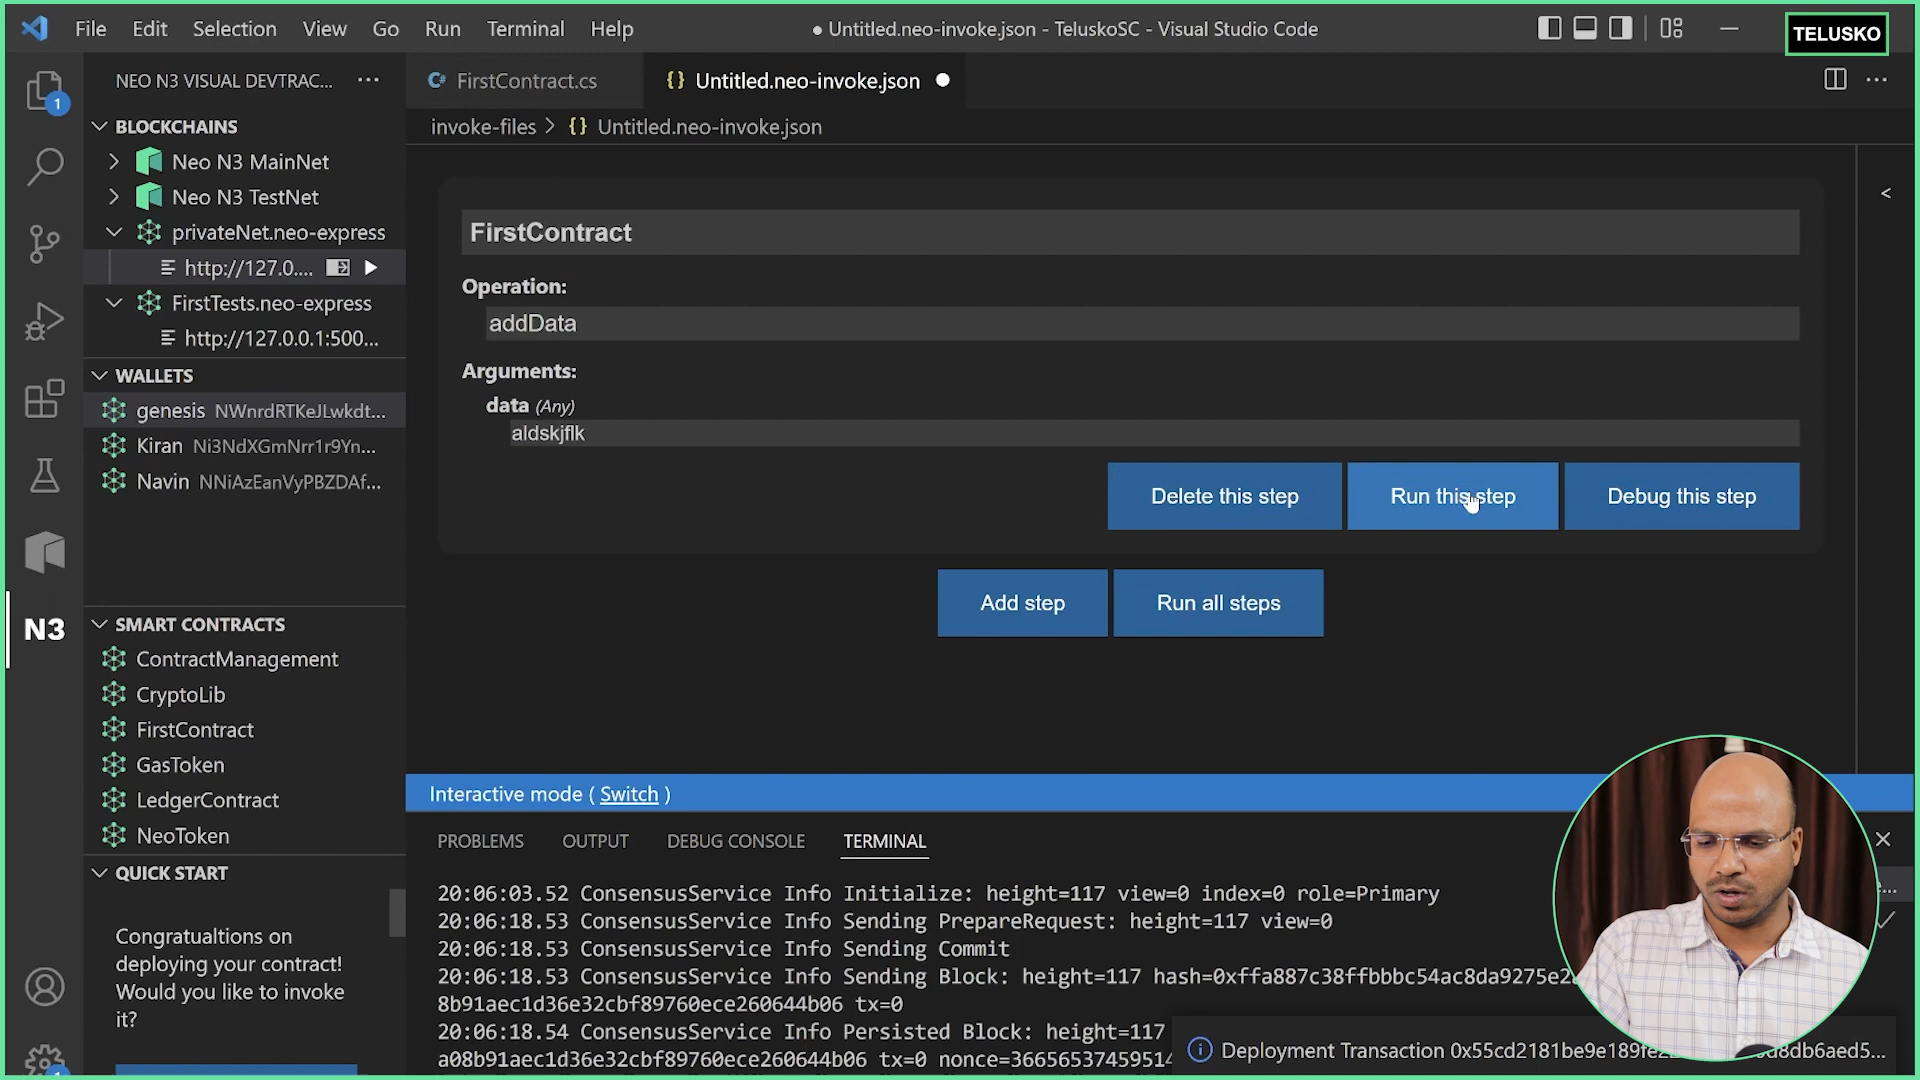 File Edit Selection View Go Run Terminal Help
● Untitled.neo-invoke.json - TeluskoSC - Visual Studio Code
TELUSKO
NEO N3 VISUAL DEVTRAC... ...
FirstContract.cs
{} Untitled.neo-invoke.json ●
1
invoke-files > {} Untitled.neo-invoke.json
BLOCKCHAINS
Neo N3 MainNet
Neo N3 TestNet
privateNet.neo-express
http://127.0....
FirstTests.neo-express
http://127.0.0.1:500...
WALLETS
genesis NWnrdRTKeJLwkdt...
Kiran Ni3NdXGmNrr1r9Yn...
Navin NNiAzEanVyPBZDAf...
N3
SMART CONTRACTS
ContractManagement
CryptoLib
FirstContract
GasToken
LedgerContract
NeoToken
QUICK START
Congratualtions on
deploying your contract!
Would you like to invoke
it?
FirstContract
<
Operation:
addData
Arguments:
data (Any)
aldskjflk
Delete this step
Run this step
Debug this step
Add step
Run all steps
Interactive mode ( Switch )
PROBLEMS OUTPUT DEBUG CONSOLE TERMINAL
20:06:03.52 ConsensusService Info Initialize: height=117 view=0 index=0 role=Primary
20:06:18.53 ConsensusService Info Sending PrepareRequest: height=117 view=0
20:06:18.53 ConsensusService Info Sending Commit
20:06:18.53 ConsensusService Info Sending Block: height=117 hash=0xffa887c38ffbbbc54ac8da9275e2
8b91aec1d36e32cbf89760ece260644b06 tx=0
20:06:18.54 ConsensusService Info Persisted Block: height=117
a08b91aec1d36e32cbf89760ece260644b06 tx=0 nonce=3665653745951
Deployment Transaction 0x55cd2181be9e189fe 8db6aed5...